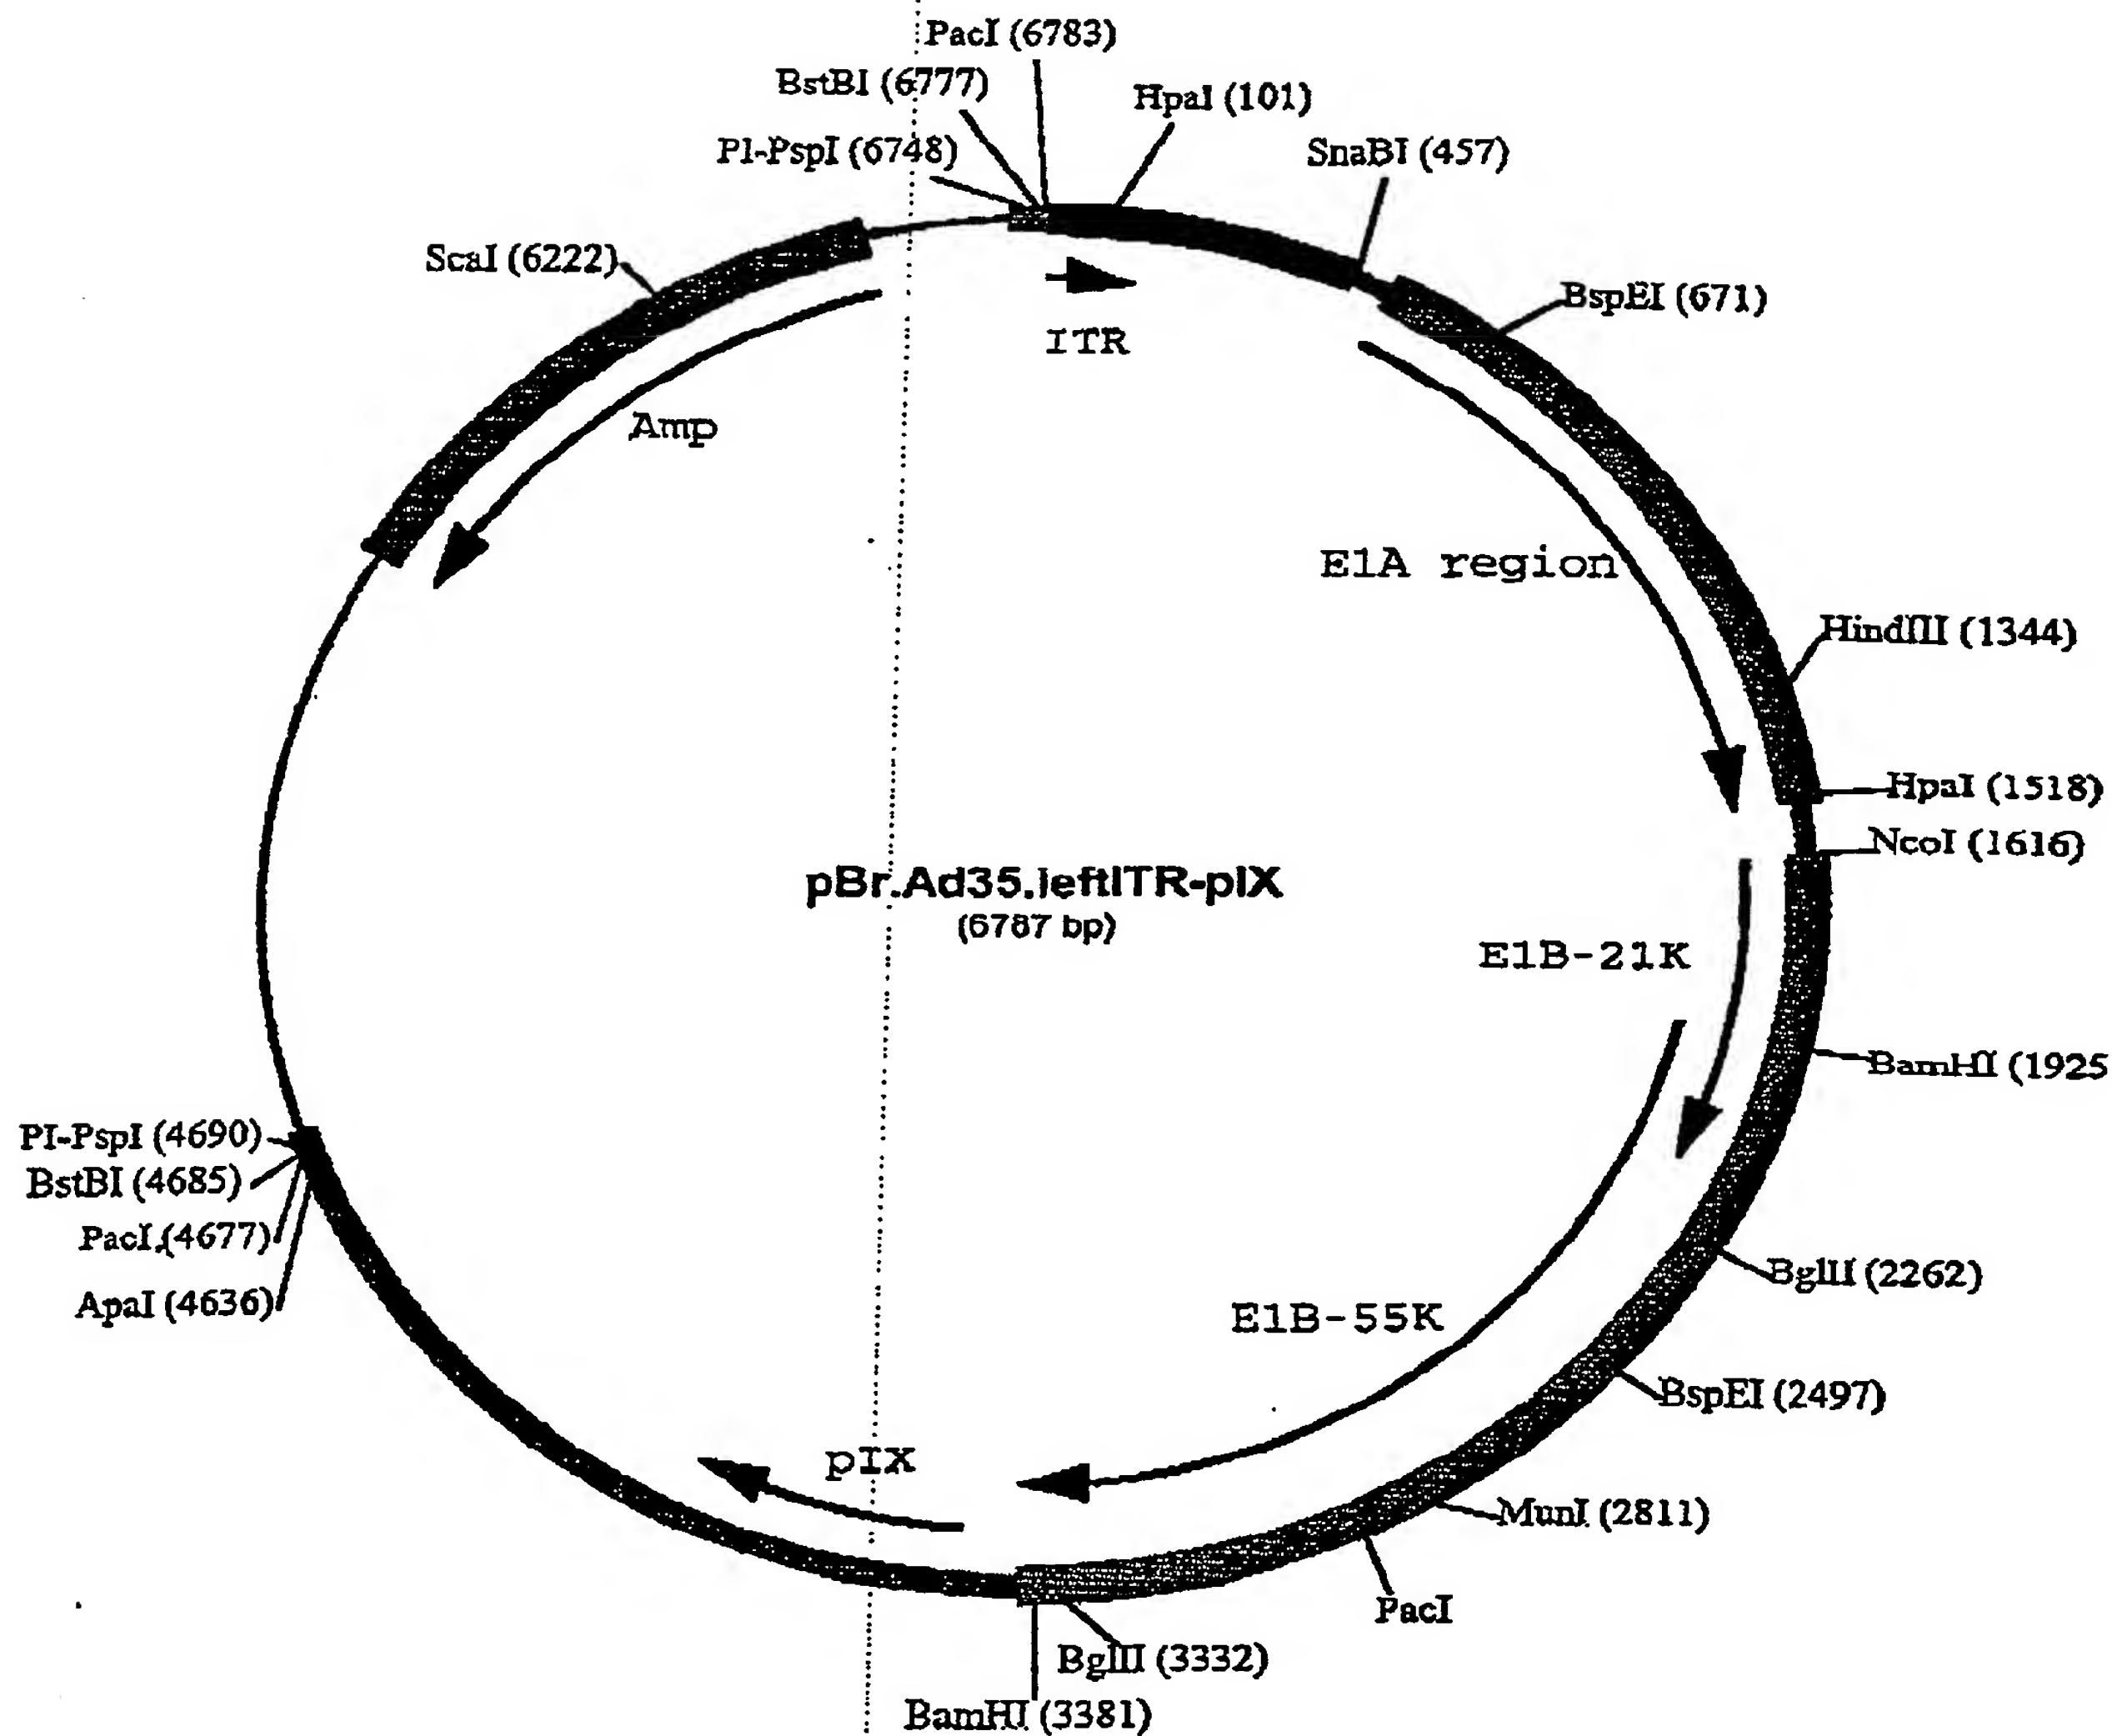 PacI (6783)
BstBI (6777)
HpaI (101)
PI-PspI (6748)
SnaBI (457)
ScaI (6222)
BspEI (671)
ITR
Amp
E1A region
HindIII (1344)
HpaI (1518)
NcoI (1616)
pBr.Ad35.leftITR-pIX
(6787 bp)
E1B-21K
BamHI (1925
PI-PspI (4690)
BstBI (4685)
PacI (4677)
ApaI (4636)
BglII (2262)
E1B-55K
BspEI (2497)
pIX
MunI (2811)
PacI
BglII (3332)
BamHI (3381)